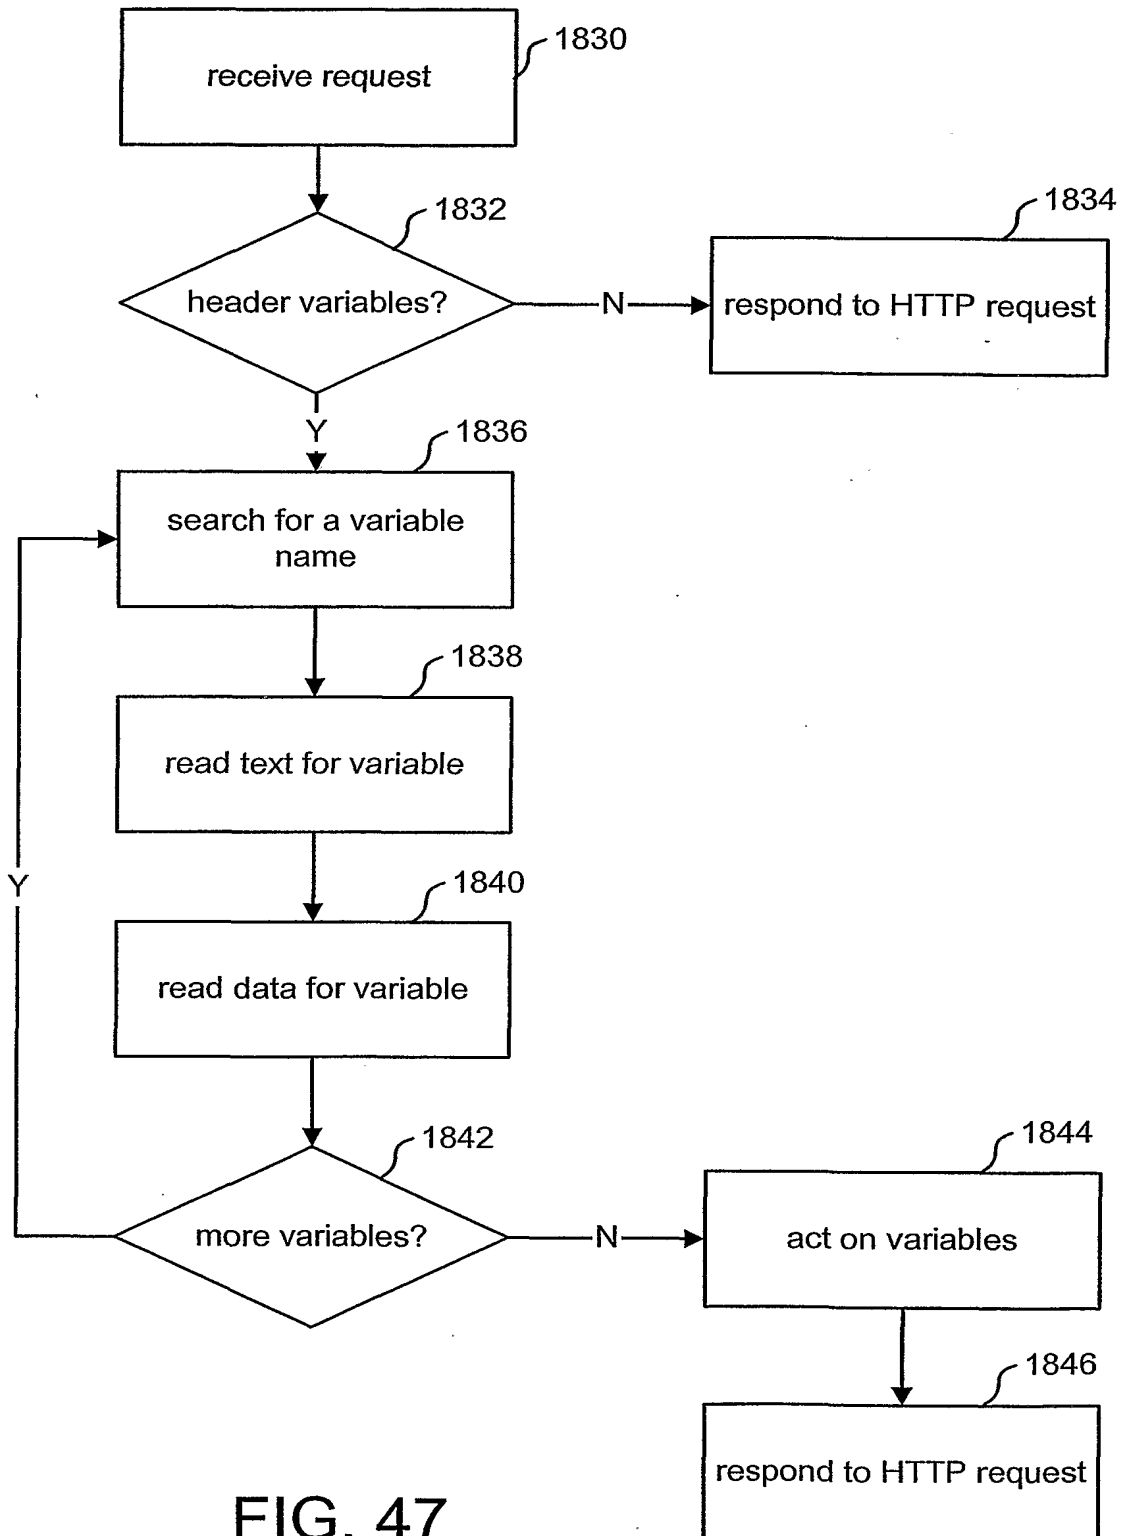 1830
receive request
1832
header variables?
N
1834
respond to HTTP request
Y
1836
search for a variable
name
1838
read text for variable
Y
1840
read data for variable
1842
more variables?
N
1844
act on variables
1846
respond to HTTP request
FIG. 47